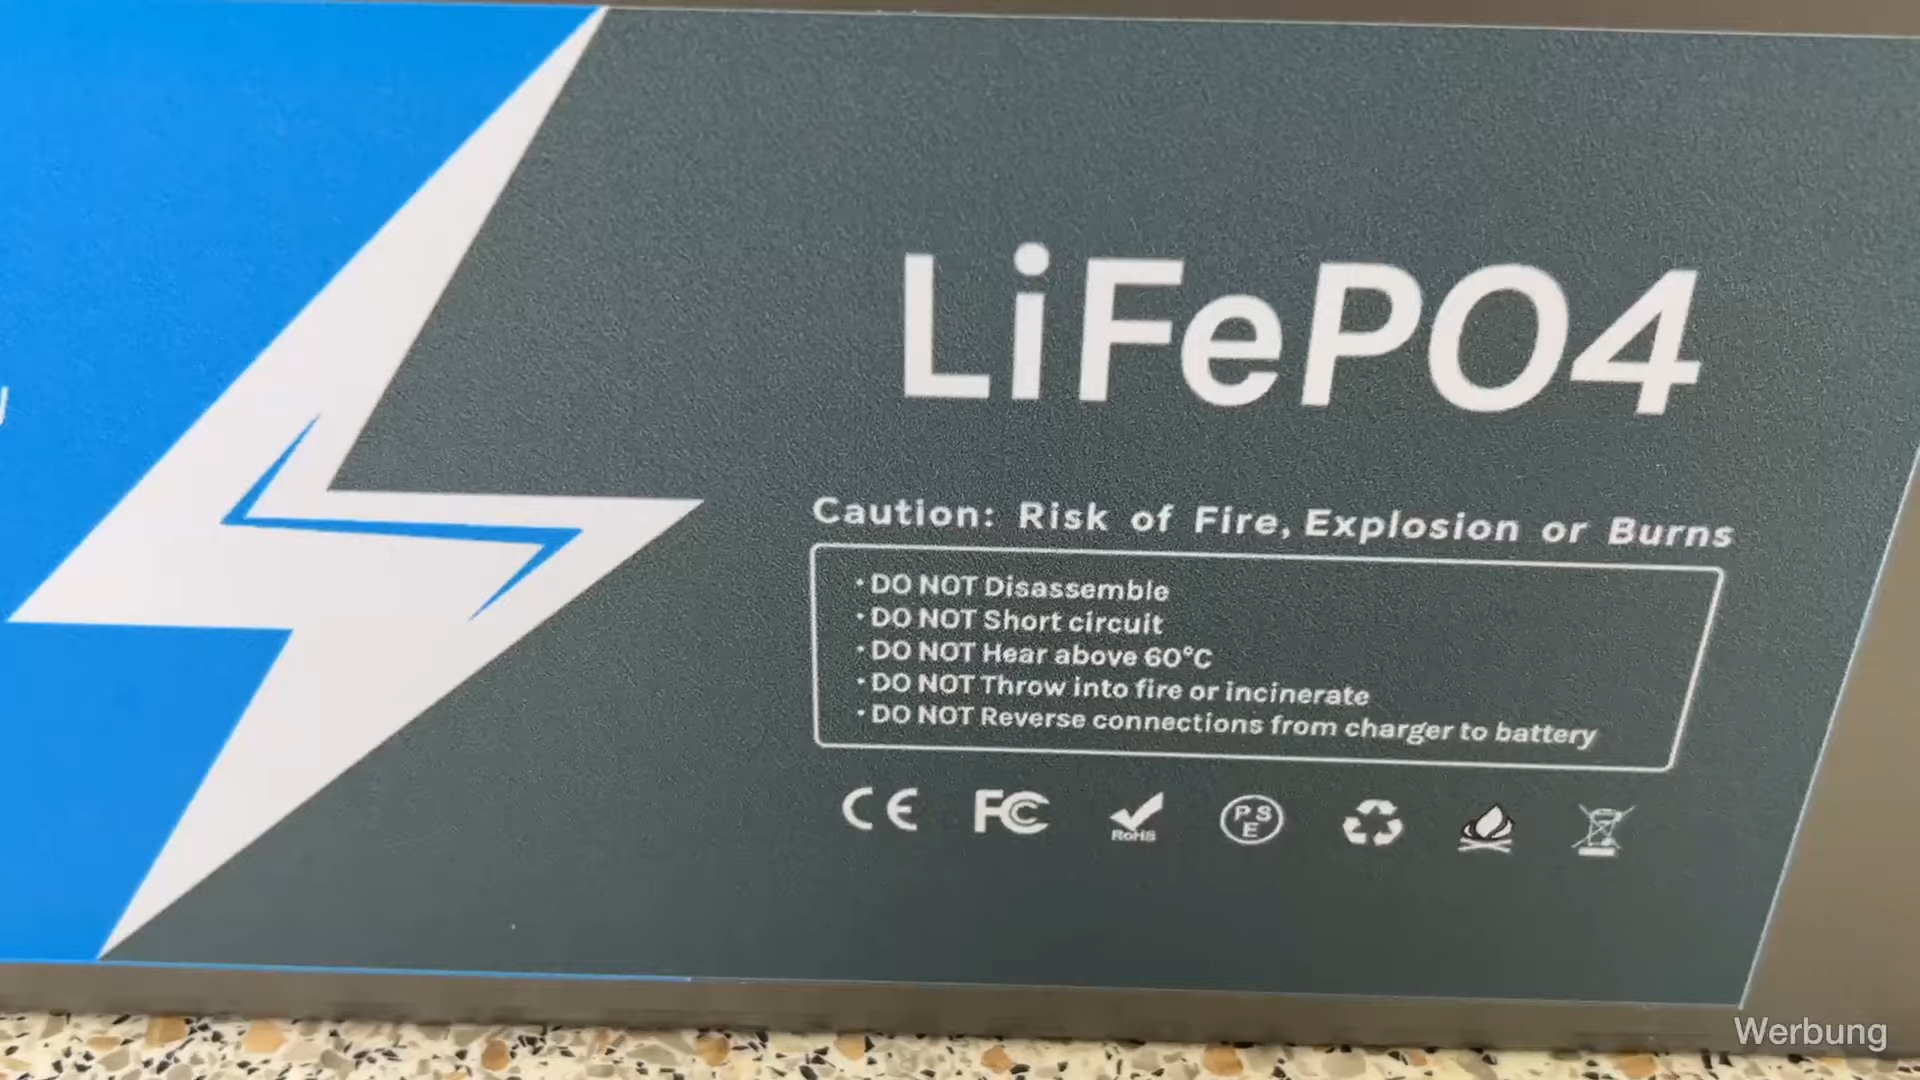 LiFePO4
Caution: Risk of Fire, Explosion or Burns
· DO NOT Disassemble
· DO NOT Short circuit
· DO NOT Hear above 60°C
· DO NOT Throw into fire or incinerate
· DO NOT Reverse connections from charger to battery
CE FC RoHS PSE
Werbung